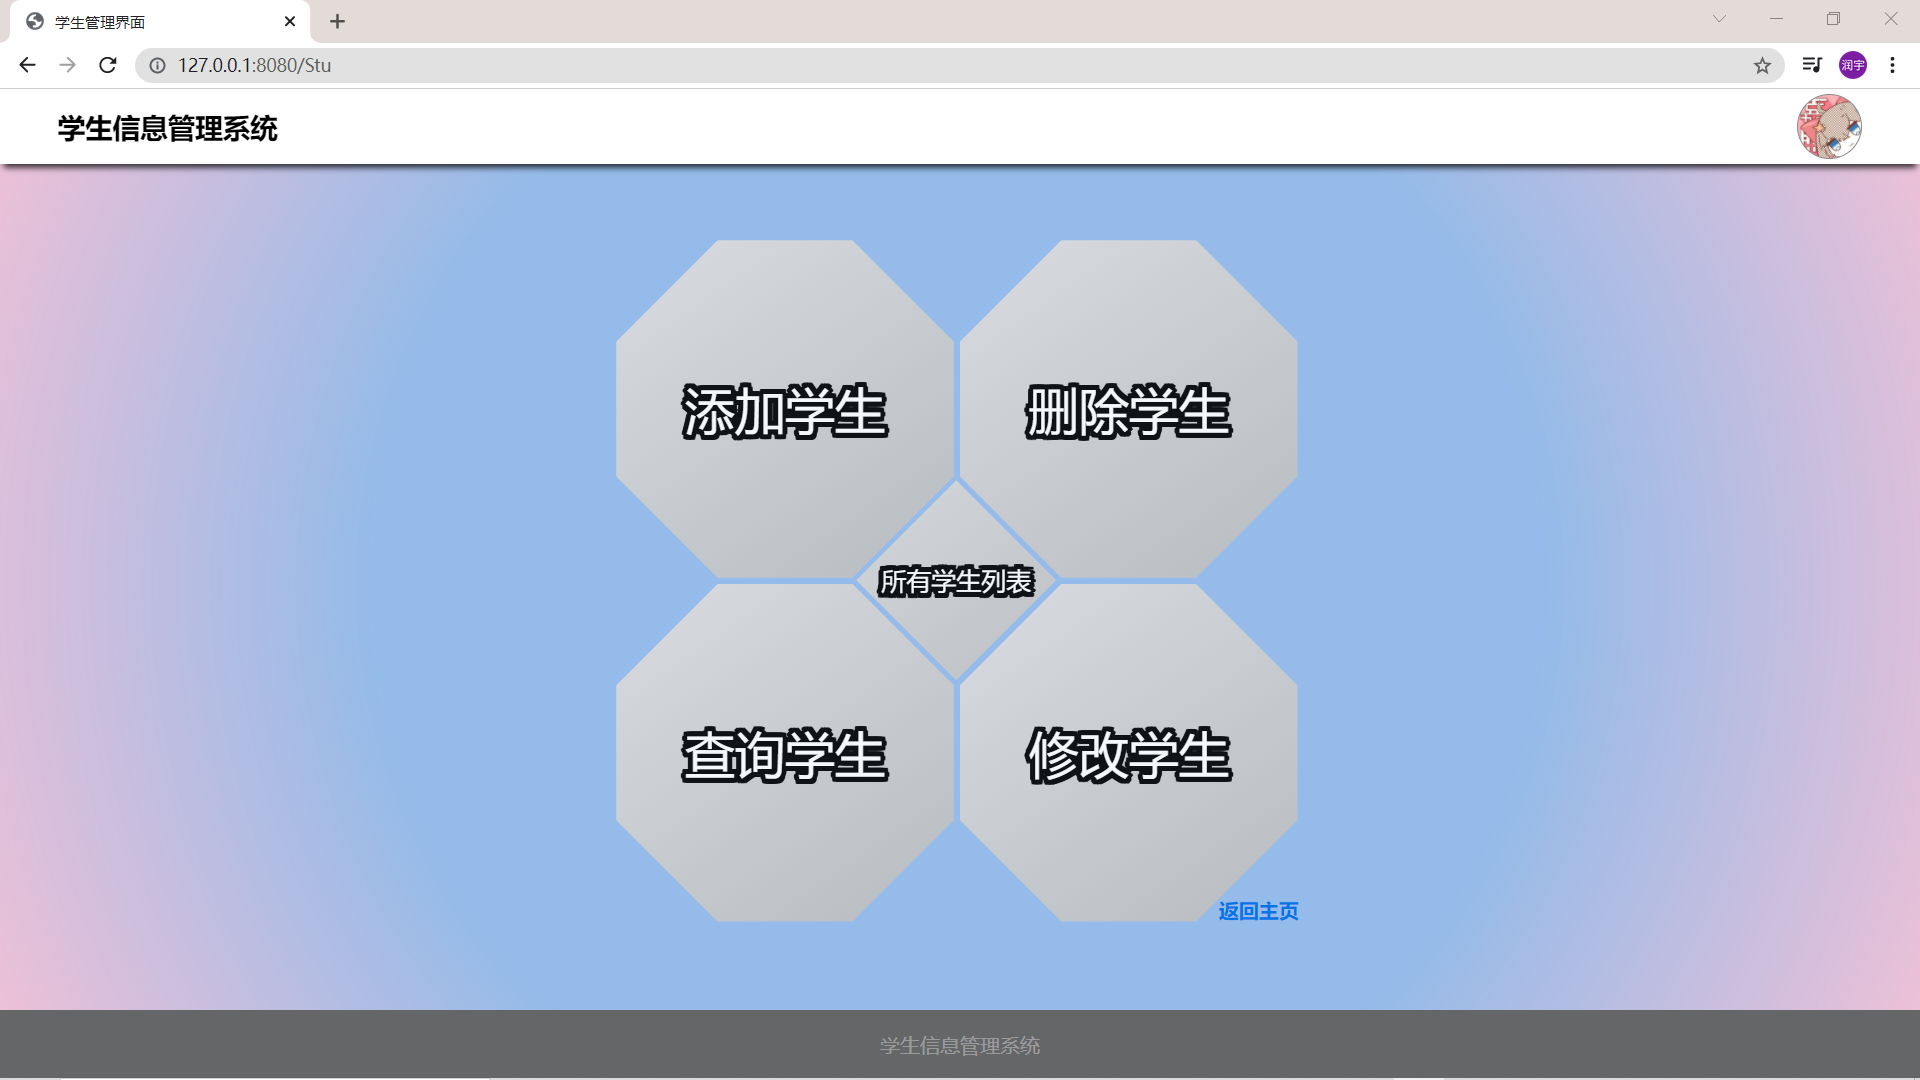 学生管理界面
127.0.0.1:8080/Stu
润宇
学生信息管理系统
添加学生
删除学生
所有学生列表
查询学生
修改学生
返回主页
学生信息管理系统